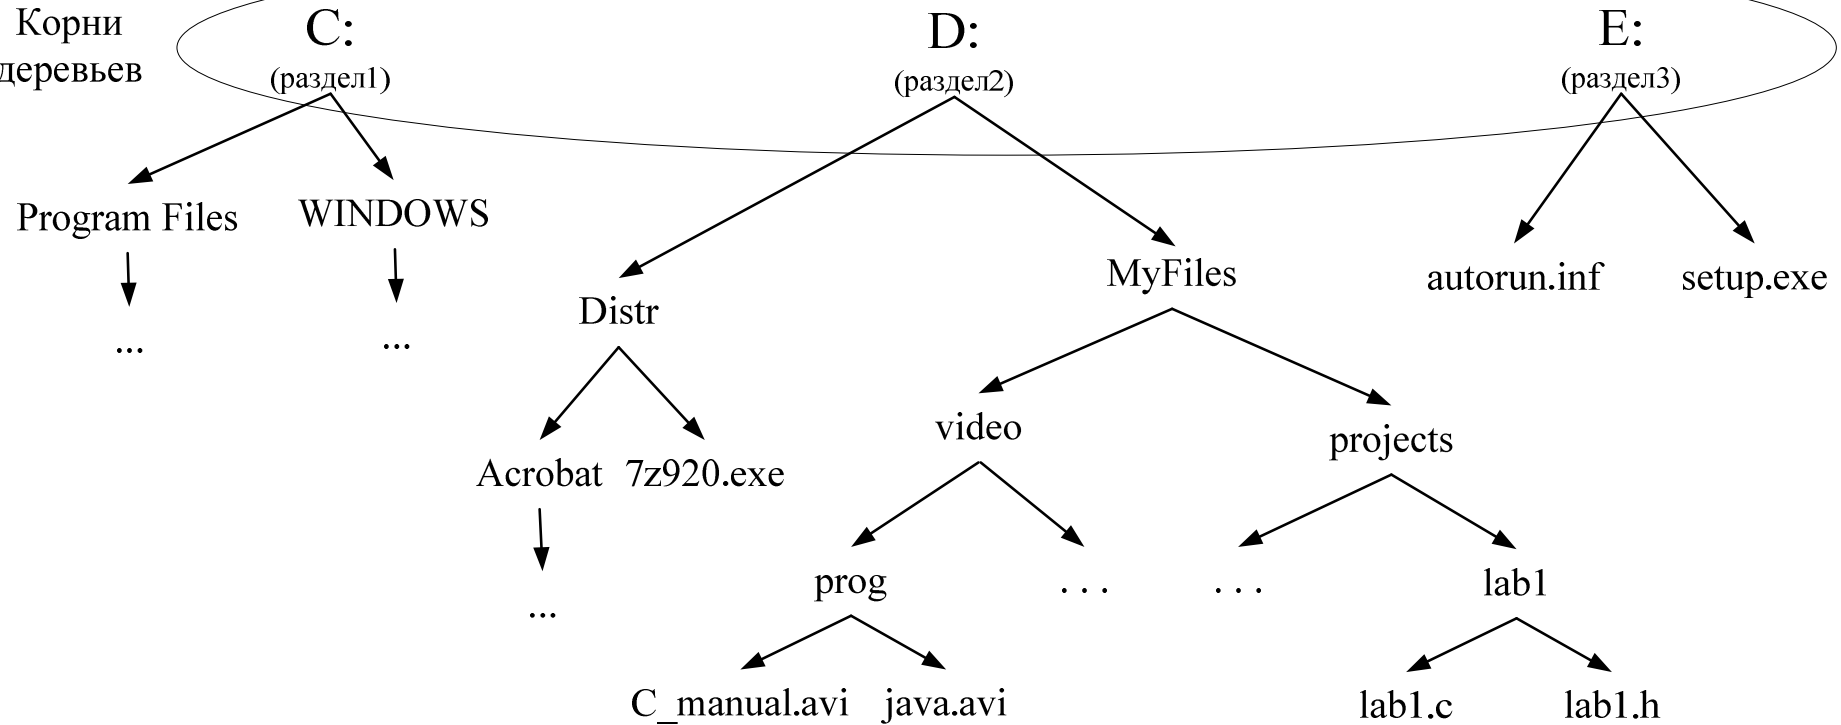 Корни
деревьев
C:
(раздел1)
D:
(раздел2)
E:
(раздел3)
Program Files
WINDOWS
...
...
Distr
MyFiles
autorun.inf
setup.exe
Acrobat
7z920.exe
...
video
projects
prog
. . .
. . .
lab1
C_manual.avi
java.avi
lab1.c
lab1.h